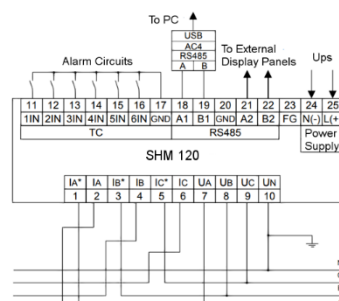 To PC
USB
AC4
RS485
A B
Alarm Circuits
To External
Display Panels
Ups
11 12 13 14 15 16 17 18 19 20 21 22 23 24 25
1IN 2IN 3IN 4IN 5IN 6IN GND A1 B1 GND A2 B2 FG N(-) L(+
TC RS485 Power
Supply
SHM 120
IA* IA IB* IB IC* IC UA UB UC UN
1 2 3 4 5 6 7 8 9 10